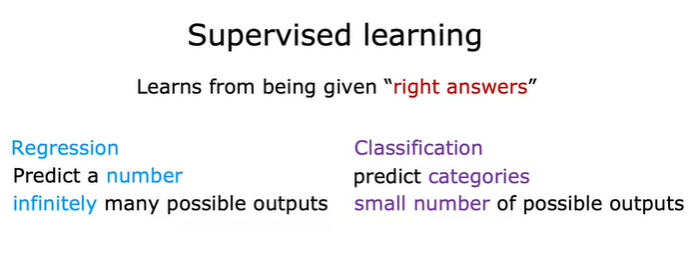 Supervised learning
Learns from being given “right answers”
Regression
Predict a number
infinitely many possible outputs
Classification
predict categories
small number of possible outputs